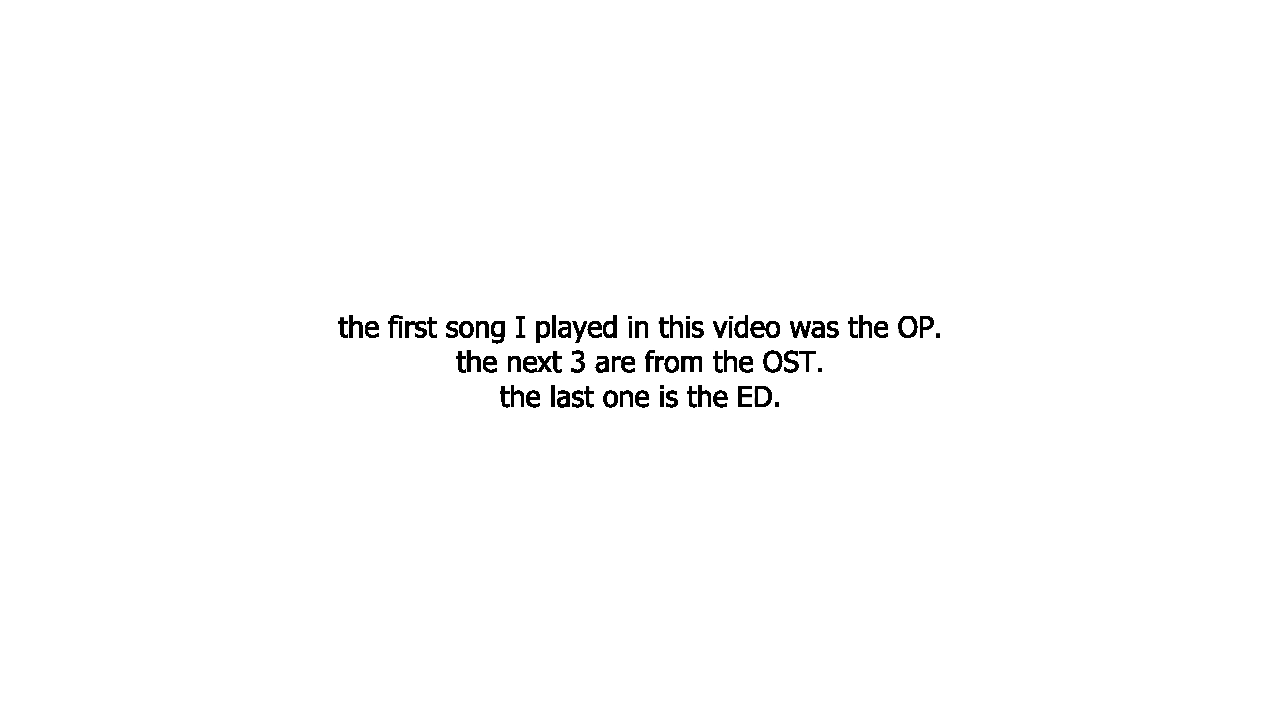 the first song I played in this video was the OP.
the next 3 are from the OST.
the last one is the ED.